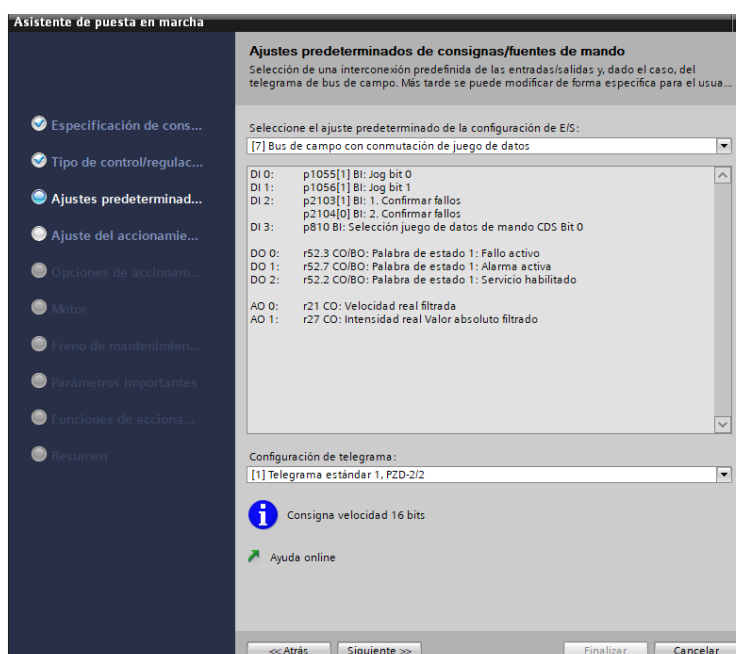 Asistente de puesta en marcha
Ajustes predeterminados de consignas/fuentes de mando
Selección de una interconexión predefinida de las entradas/salidas y, dado el caso, del
telegrama de bus de campo. Más tarde se puede modificar de forma especifica para el usua...
Especificación de cons...
Tipo de control/regulac...
Ajustes predeterminad...
Ajuste del accionamie...
Opciones de accionam...
Motor
Freno de mantenimien...
Parámetros importantes
Funciones de acciona...
Resumen
Seleccione el ajuste predeterminado de la configuración de E/S:
[7] Bus de campo con conmutación de juego de datos
DI 0: p1055[1] BI: Jog bit 0
DI 1: p1056[1] BI: Jog bit 1
DI 2: p2103[1] BI: 1. Confirmar fallos
p2104[0] BI: 2. Confirmar fallos
DI 3: p810 BI: Selección juego de datos de mando CDS Bit 0
DO 0: r52.3 CO/BO: Palabra de estado 1: Fallo activo
DO 1: r52.7 CO/BO: Palabra de estado 1: Alarma activa
DO 2: r52.2 CO/BO: Palabra de estado 1: Servicio habilitado
AO 0: r21 CO: Velocidad real filtrada
AO 1: r27 CO: Intensidad real Valor absoluto filtrado
Configuración de telegrama:
[1] Telegrama estándar 1, PZD-2/2
Consigna velocidad 16 bits
Ayuda online
<< Atrás Siguiente >> Finalizar Cancelar